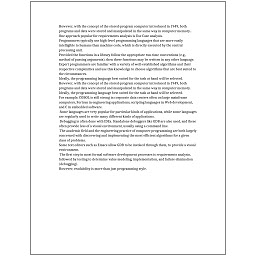 However, with the concept of the stored-program computer introduced in 1949, both
programs and data were stored and manipulated in the same way in computer memory.
One approach popular for requirements analysis is Use Case analysis.
Programmers typically use high-level programming languages that are more easily
intelligible to humans than machine code, which is directly executed by the central
processing unit.
Provided the functions in a library follow the appropriate run-time conventions (e.g.,
method of passing arguments), then these functions may be written in any other language.
Expert programmers are familiar with a variety of well-established algorithms and their
respective complexities and use this knowledge to choose algorithms that are best suited to
the circumstances.
Ideally, the programming language best suited for the task at hand will be selected.
However, with the concept of the stored-program computer introduced in 1949, both
programs and data were stored and manipulated in the same way in computer memory.
Ideally, the programming language best suited for the task at hand will be selected.
For example, COBOL is still strong in corporate data centers often on large mainframe
computers, Fortran in engineering applications, scripting languages in Web development,
and C in embedded software.
Some languages are very popular for particular kinds of applications, while some languages
are regularly used to write many different kinds of applications.
Debugging is often done with IDEs. Standalone debuggers like GDB are also used, and these
often provide less of a visual environment, usually using a command line.
The academic field and the engineering practice of computer programming are both largely
concerned with discovering and implementing the most efficient algorithms for a given
class of problems.
Some text editors such as Emacs allow GDB to be invoked through them, to provide a visual
environment.
The first step in most formal software development processes is requirements analysis,
followed by testing to determine value modeling, implementation, and failure elimination
(debugging).
However, readability is more than just programming style.